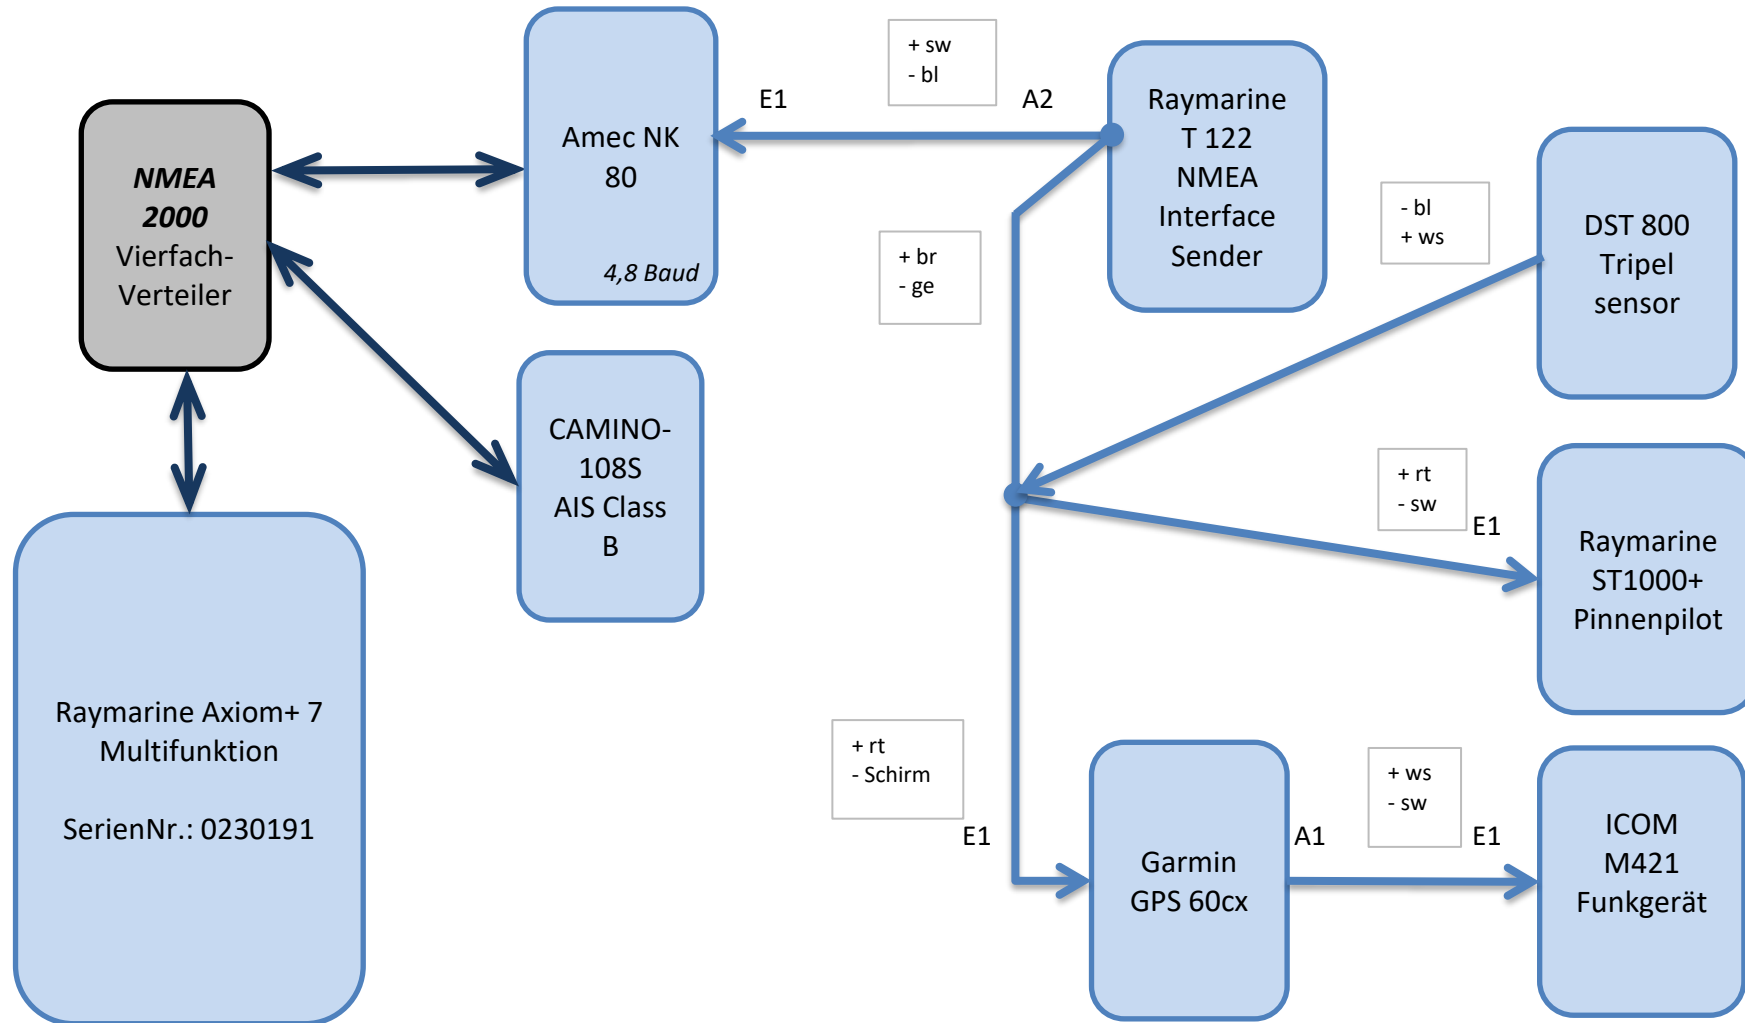 NMEA
2000
Vierfach-
Verteiler
Amec NK
80
4,8 Baud
E1
+ sw
- bl
A2
Raymarine
T 122
NMEA
Interface
Sender
+ br
- ge
- bl
+ ws
DST 800
Tripel
sensor
CAMINO-
108S
AIS Class
B
+ rt
- sw
E1
Raymarine
ST1000+
Pinnenpilot
Raymarine Axiom+ 7
Multifunktion
SerienNr.: 0230191
+ rt
- Schirm
E1
Garmin
GPS 60cx
A1
+ ws
- sw
E1
ICOM
M421
Funkgerät